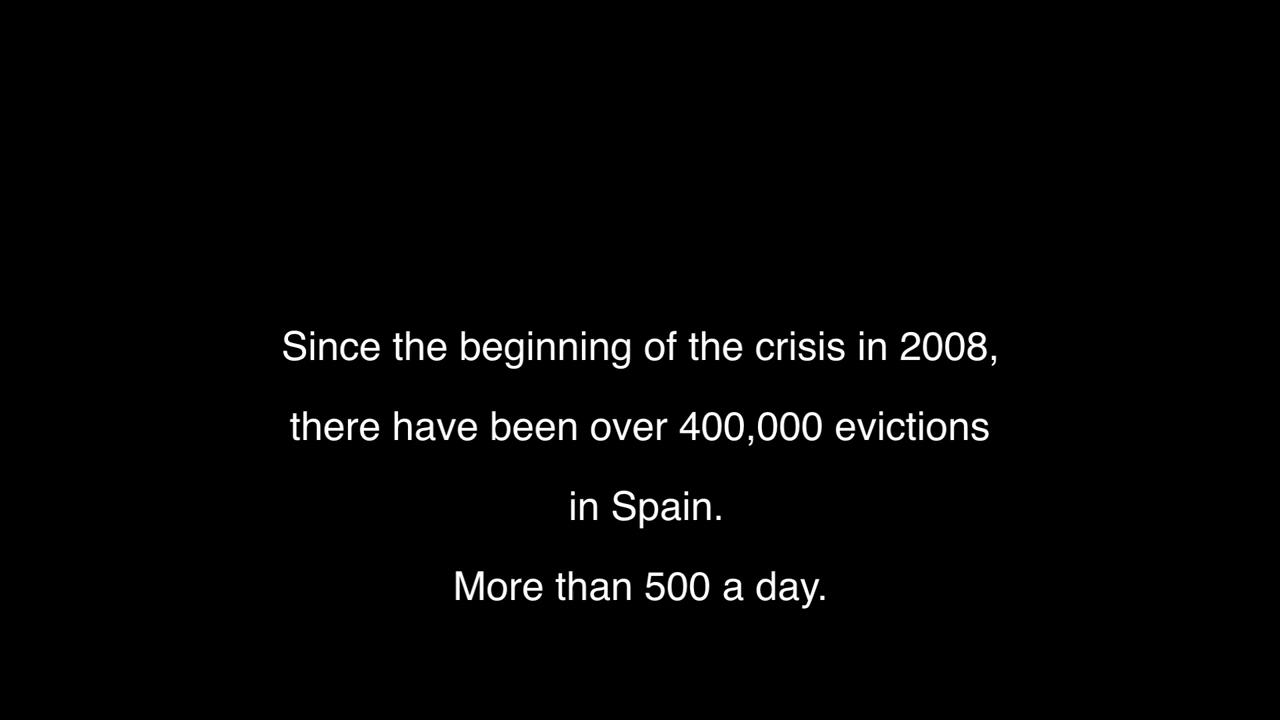 Since the beginning of the crisis in 2008,
there have been over 400,000 evictions
in Spain.
More than 500 a day.